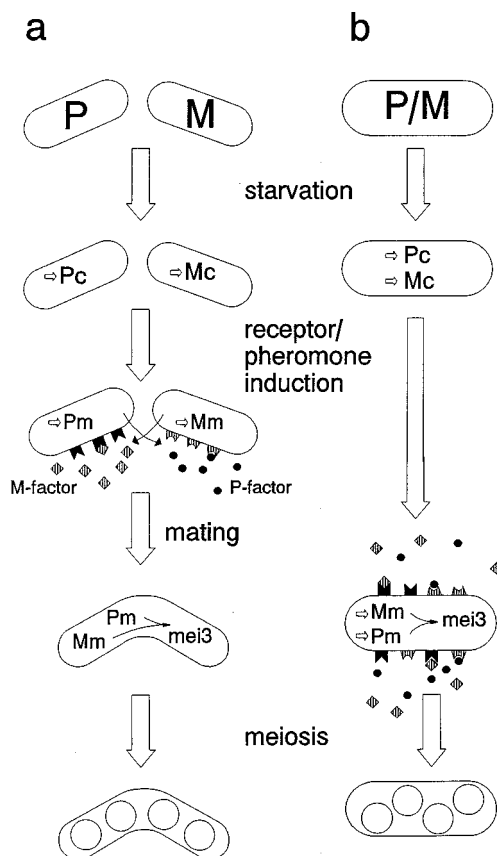 a
b
P
M
P/M
starvation
⇨Pc
⇨Mc
⇨ Pc
⇨ Mc
receptor/
pheromone
induction
⇨Pm
⇨Mm
M-factor
P-factor
mating
Pm
Mm
mei3
⇨Mm
⇨Pm
mei3
meiosis